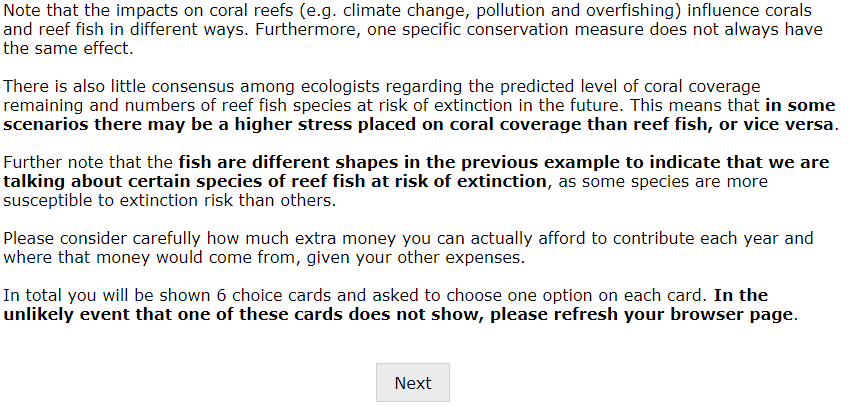 Note that the impacts on coral reefs (e.g. climate change, pollution and overfishing) influence corals
and reef fish in different ways. Furthermore, one specific conservation measure does not always have
the same effect.
There is also little consensus among ecologists regarding the predicted level of coral coverage
remaining and numbers of reef fish species at risk of extinction in the future. This means that in some
scenarios there may be a higher stress placed on coral coverage than reef fish, or vice versa.
Further note that the fish are different shapes in the previous example to indicate that we are
talking about certain species of reef fish at risk of extinction, as some species are more
susceptible to extinction risk than others.
Please consider carefully how much extra money you can actually afford to contribute each year and
where that money would come from, given your other expenses.
In total you will be shown 6 choice cards and asked to choose one option on each card. In the
unlikely event that one of these cards does not show, please refresh your browser page.
Next